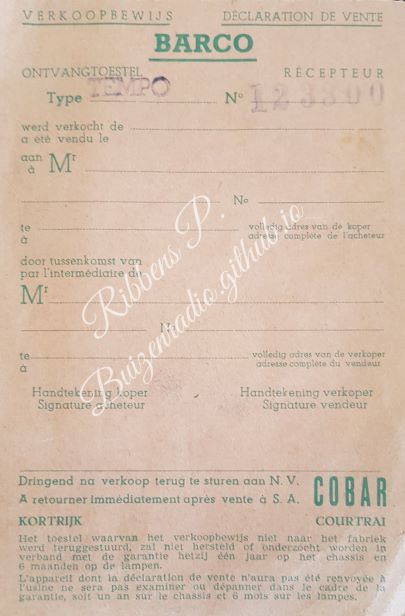 VERKOOPBEWIJS DÉCLARATION DE VENTE
BARCO
ONTVANGTOESTEL RÉCEPTEUR
Type TEMPO No 123300
werd verkocht de
a été vendu le
aan
à Mr
No
te volledig adres van de koper
à adresse complète de l'acheteur
door tussenkomst van
par l'intermédiaire de
Mr
No
te volledig adres van de verkoper
à adresse complète du vendeur
Handtekening koper Handtekening verkoper
Signature acheteur Signature vendeur
Dringend na verkoop terug te sturen aan N. V.
A retourner immédiatement après vente à S. A. COBAR
KORTRIJK COURTRAI
Het toestel waarvan het verkoopbewijs niet naar het fabriek
werd teruggestuurd, zal niet hersteld of onderzocht worden in
verband met de garantie hetzij één jaar op het chassis en
6 maanden op de lampen.
L'appareil dont la déclaration de vente n'aura pas été renvoyée à
l'usine ne sera pas examiner ou dépanner dans le cadre de la
garantie, soit un an sur le chassis et 6 mois sur les lampes.
Ribbens P.
Buizenradio.github.io